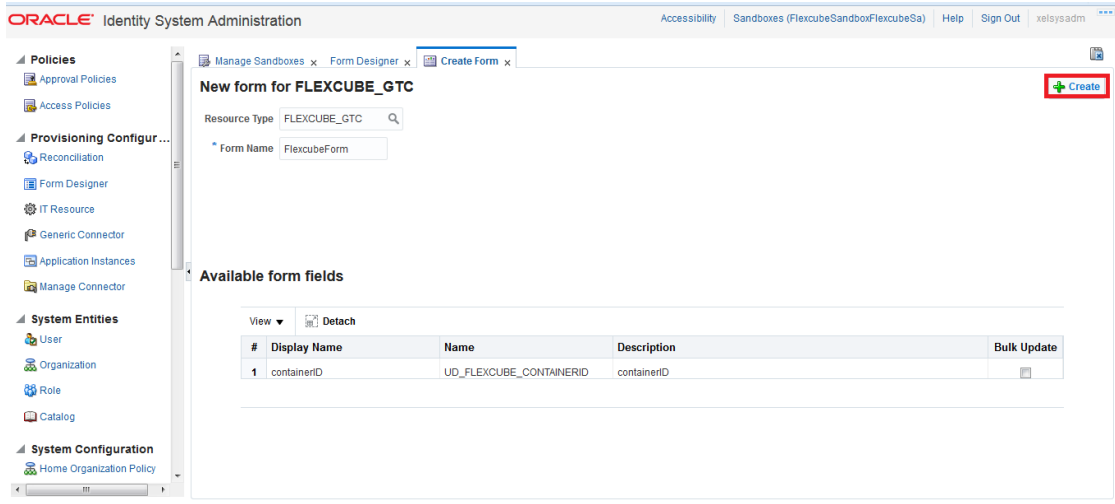 ORACLE® Identity System Administration
Accessibility Sandboxes (FlexcubeSandboxFlexcubeSa) Help Sign Out xelsysadm
Policies
Approval Policies
Access Policies
Provisioning Configur...
Reconciliation
Form Designer
IT Resource
Generic Connector
Application Instances
Manage Connector
System Entities
User
Organization
Role
Catalog
System Configuration
Home Organization Policy
Manage Sandboxes x Form Designer x Create Form x
New form for FLEXCUBE_GTC
Create
Resource Type FLEXCUBE_GTC
* Form Name FlexcubeForm
Available form fields
View Detach
# Display Name Name Description Bulk Update
1 containerID UD_FLEXCUBE_CONTAINERID containerID